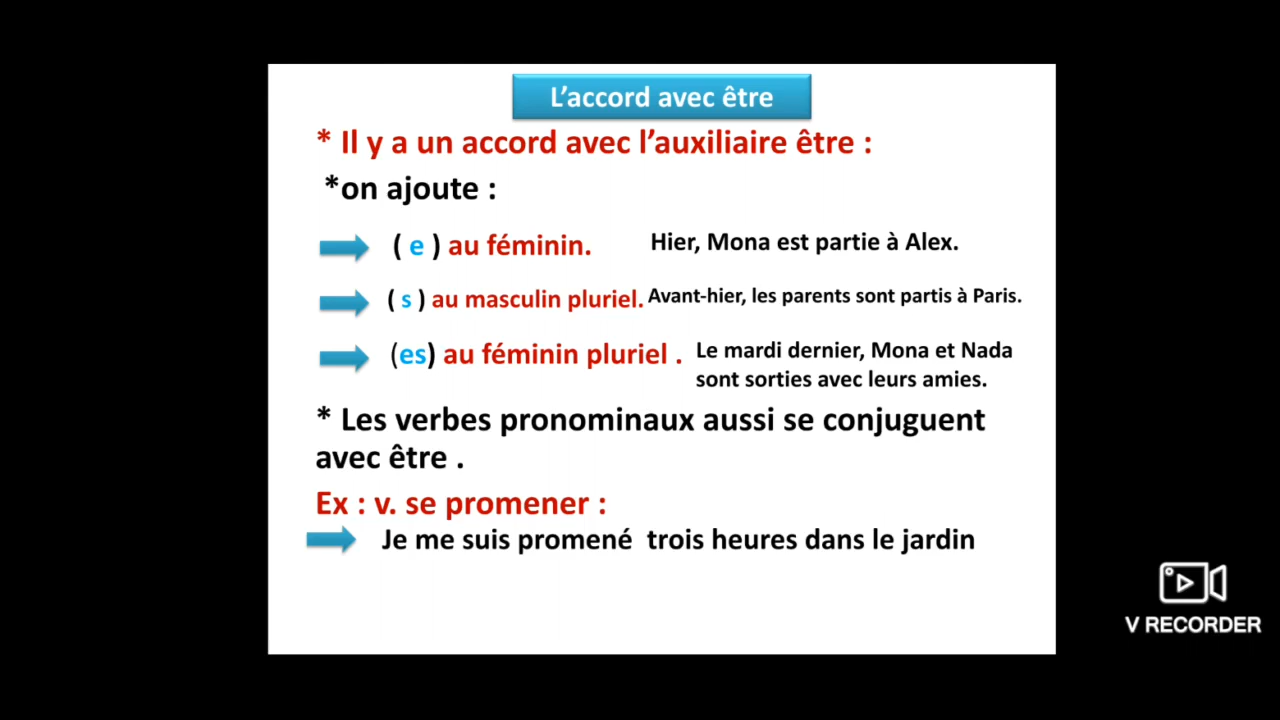 L’accord avec être
* Il y a un accord avec l’auxiliaire être :
*on ajoute :
( e ) au féminin. Hier, Mona est partie à Alex.
( s ) au masculin pluriel. Avant-hier, les parents sont partis à Paris.
(es) au féminin pluriel . Le mardi dernier, Mona et Nada
sont sorties avec leurs amies.
* Les verbes pronominaux aussi se conjuguent
avec être .
Ex : v. se promener :
Je me suis promené trois heures dans le jardin
V RECORDER